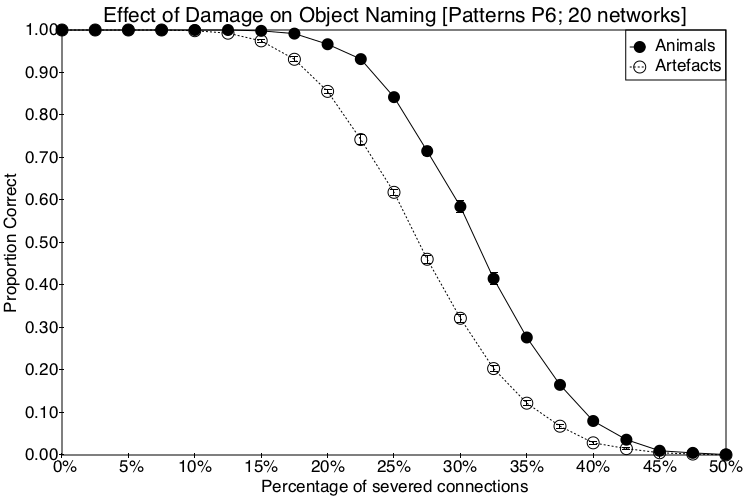 Effect of Damage on Object Naming [Patterns P6; 20 networks]
1.00
0.90
0.80
0.70
0.60
0.50
0.40
0.30
0.20
0.10
0.00
Proportion Correct
Animals
Artefacts
0% 5% 10% 15% 20% 25% 30% 35% 40% 45% 50%
Percentage of severed connections